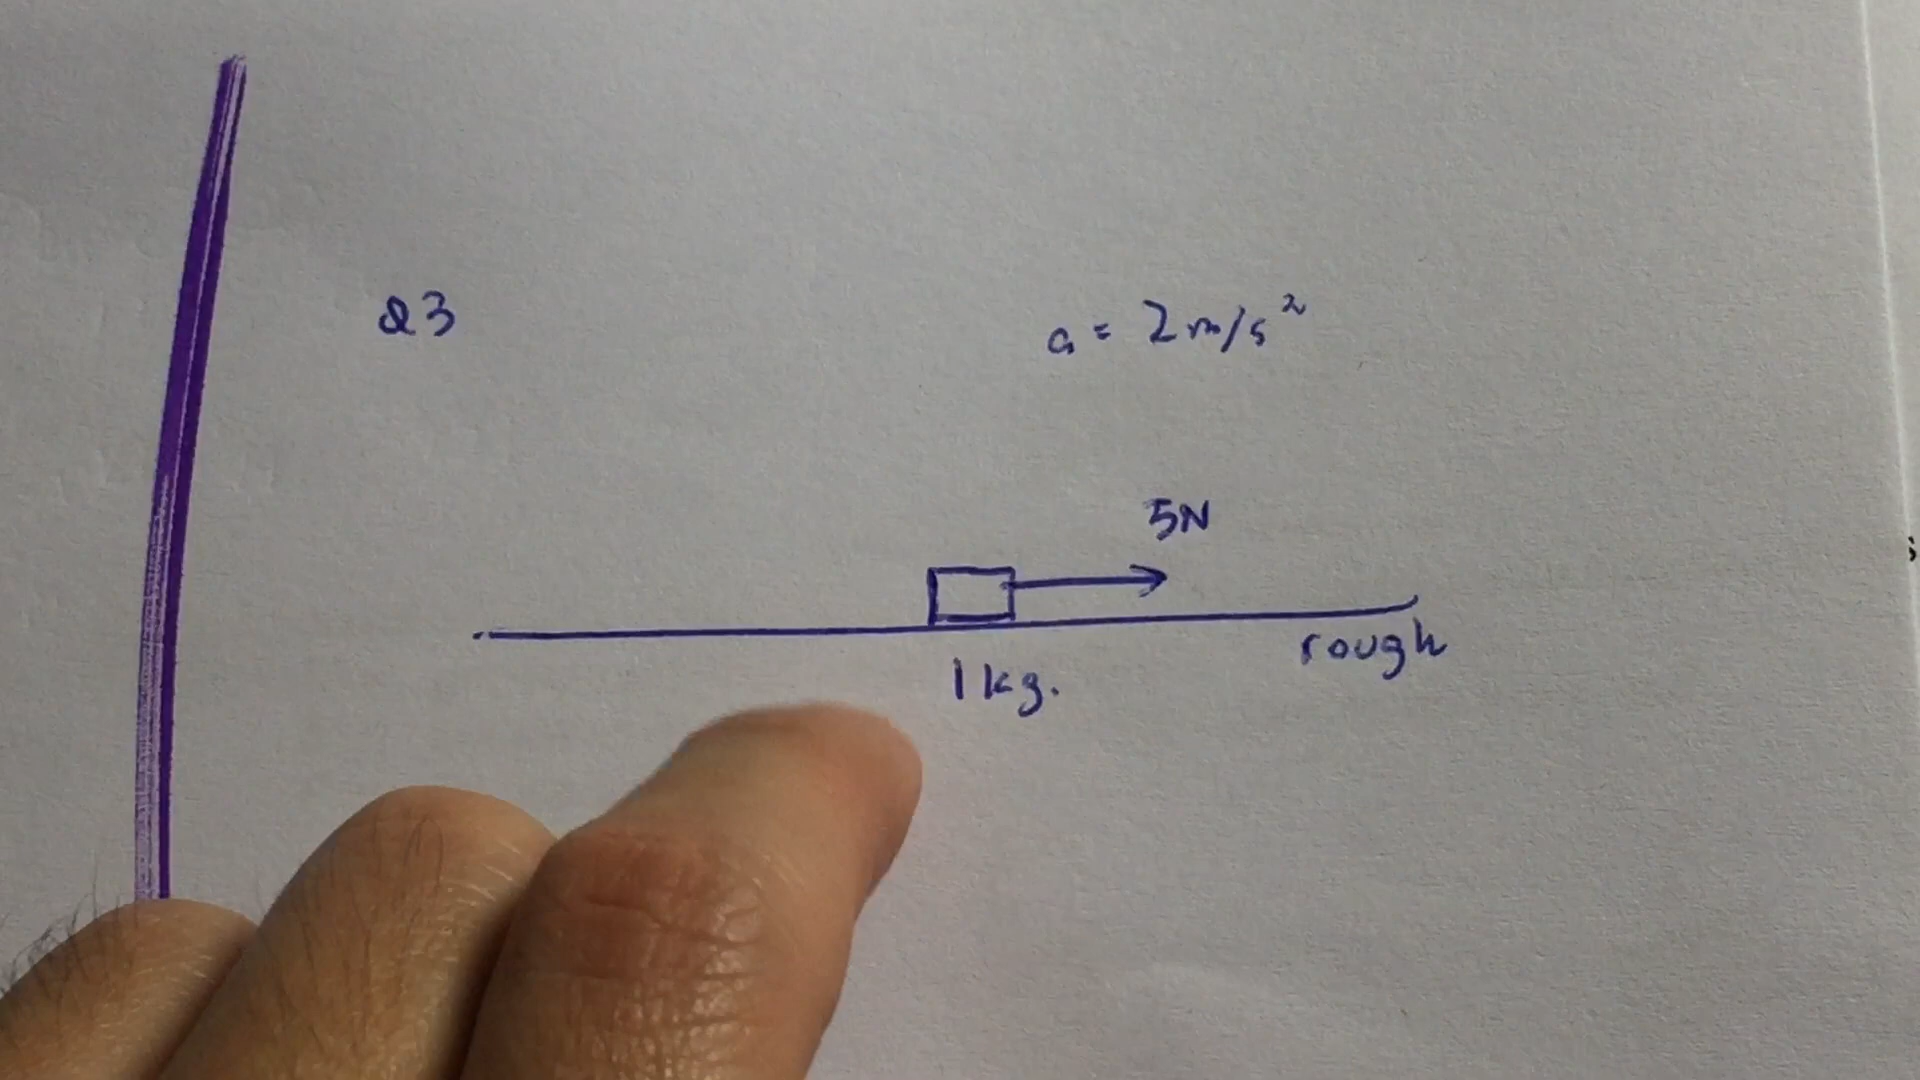 Q3
a = 2m/s²
5N
rough
1kg.